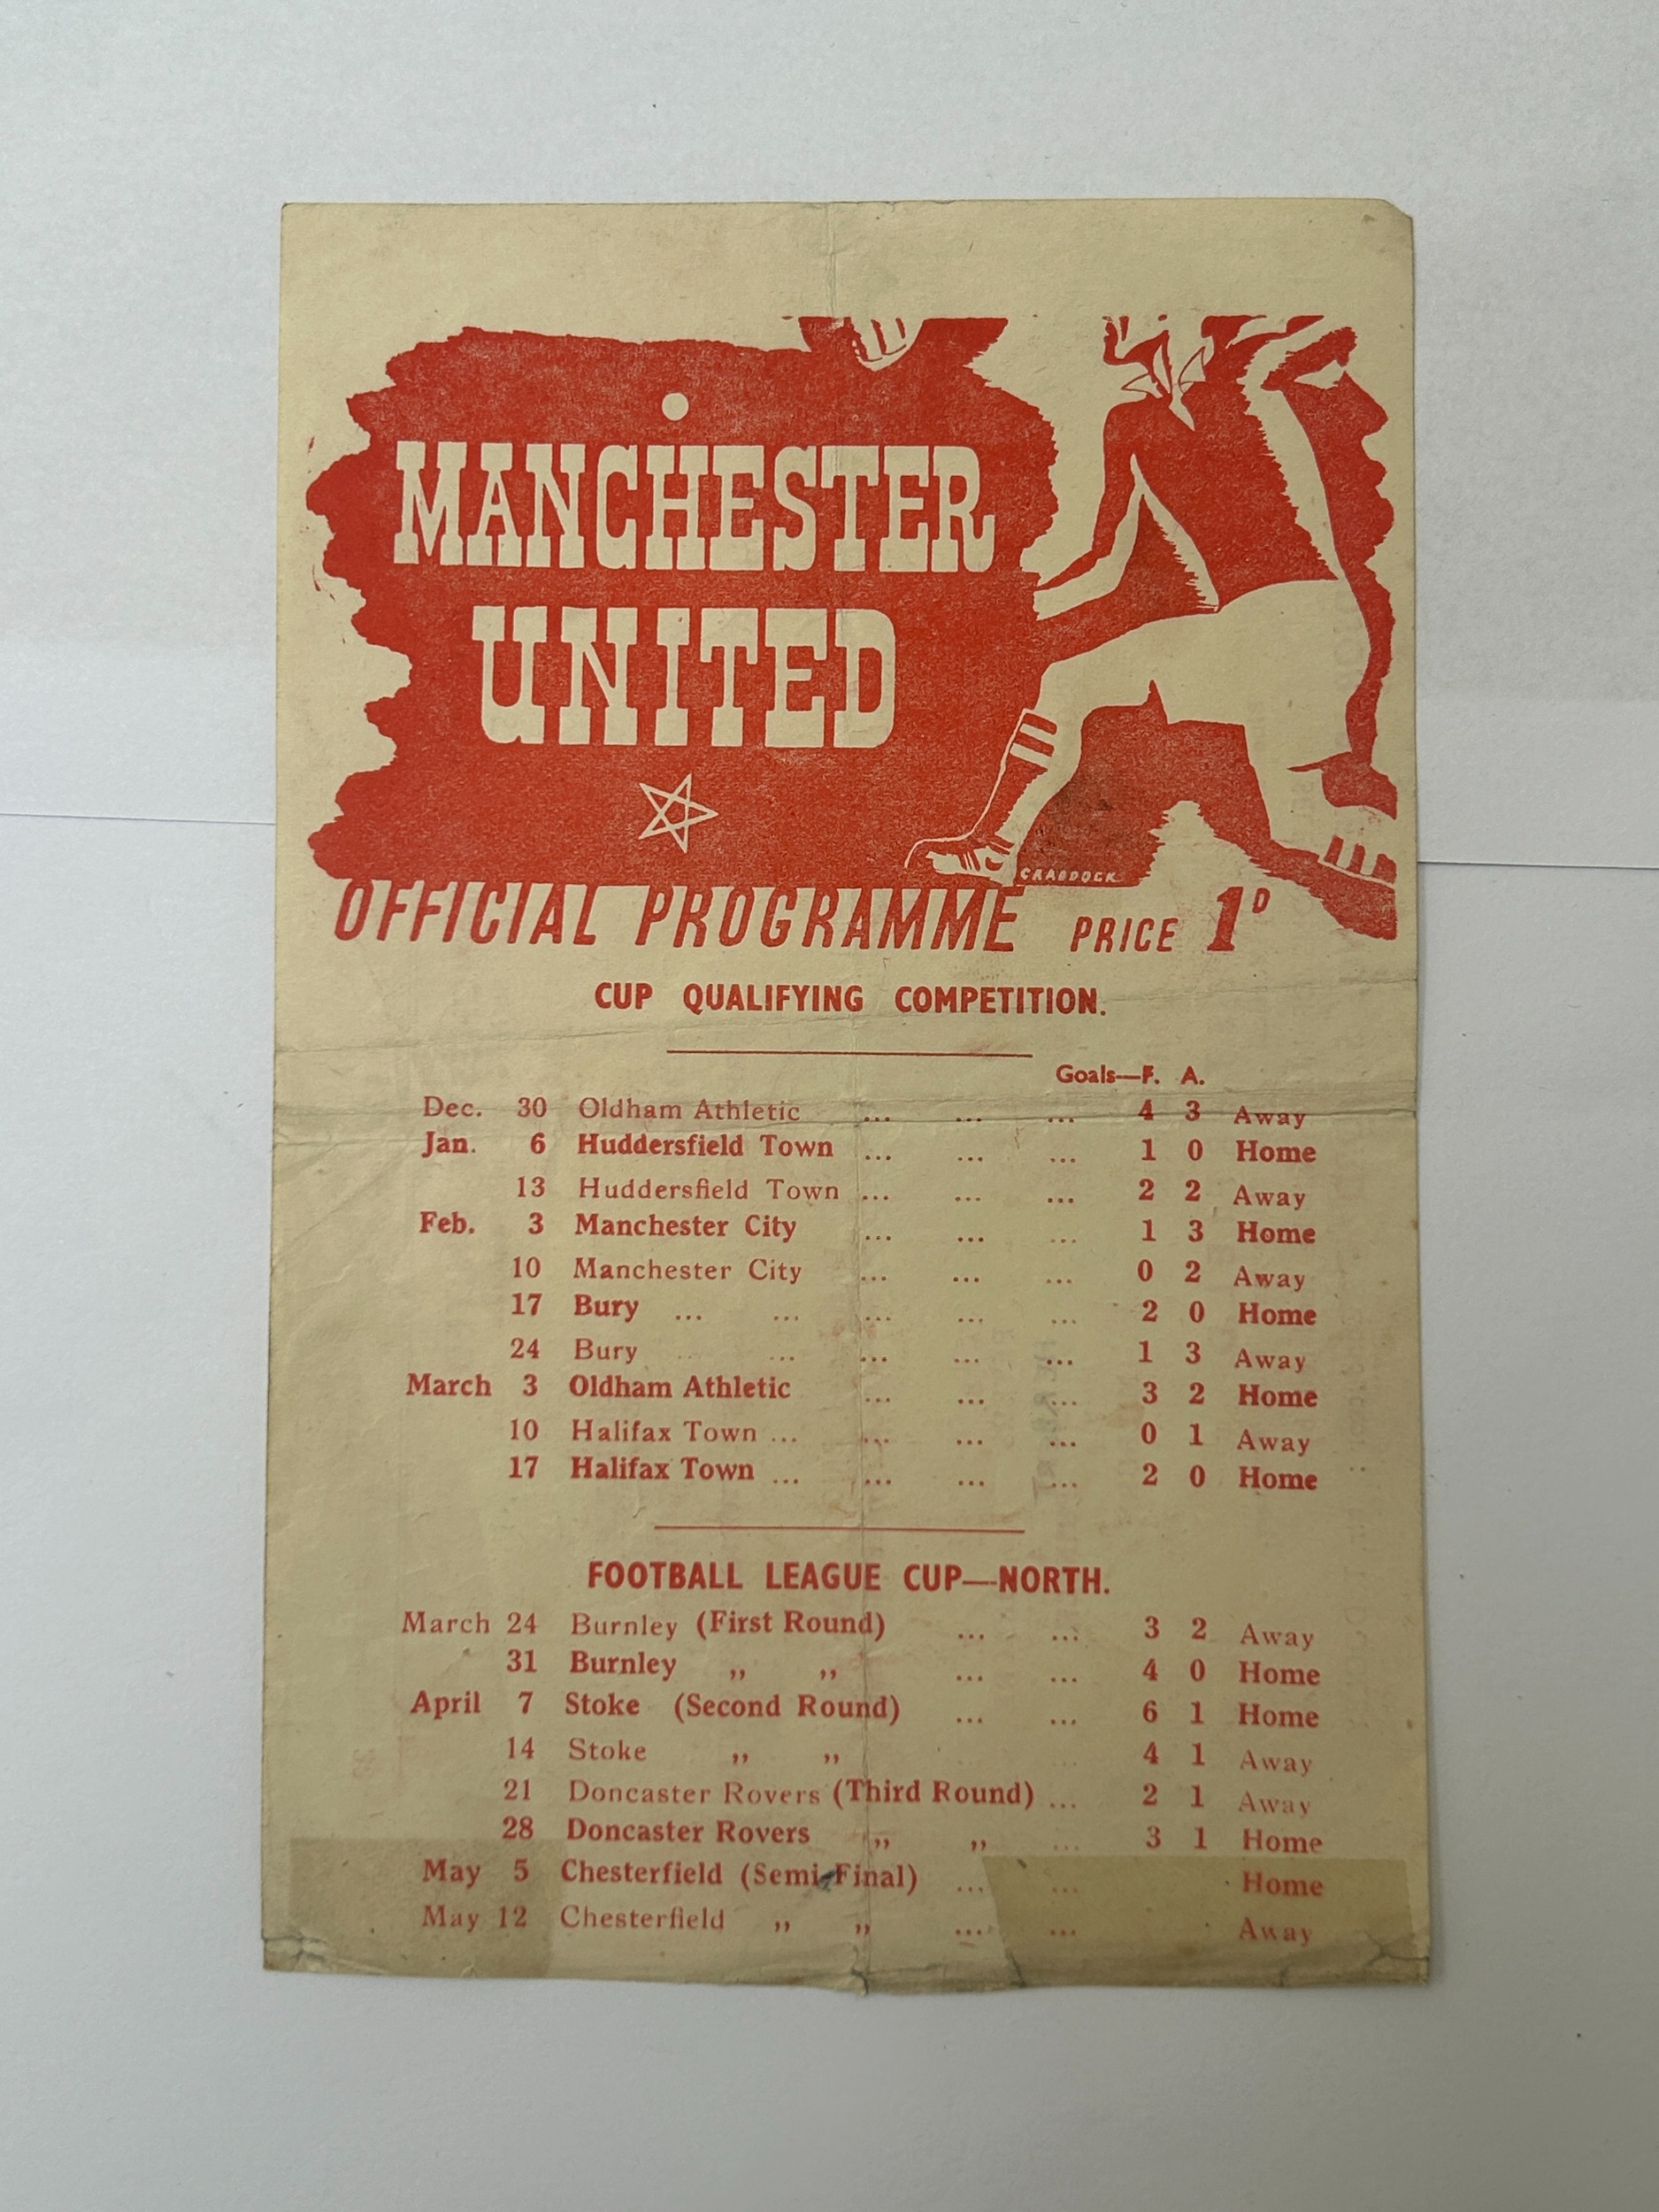 MANCHESTER
UNITED
CRADDOCK
OFFICIAL PROGRAMME PRICE 1D
CUP QUALIFYING COMPETITION.
Goals—F. A.
Dec. 30 Oldham Athletic ... ... ... 4 3 Away
Jan. 6 Huddersfield Town ... ... ... 1 0 Home
13 Huddersfield Town ... ... ... 2 2 Away
Feb. 3 Manchester City ... ... ... 1 3 Home
10 Manchester City ... ... ... 0 2 Away
17 Bury ... ... ... ... ... 2 0 Home
24 Bury ... ... ... ... ... 1 3 Away
March 3 Oldham Athletic ... ... ... 3 2 Home
10 Halifax Town ... ... ... ... 0 1 Away
17 Halifax Town ... ... ... ... 2 0 Home
FOOTBALL LEAGUE CUP—NORTH.
March 24 Burnley (First Round) ... ... 3 2 Away
31 Burnley ,, ,, ... ... 4 0 Home
April 7 Stoke (Second Round) ... ... 6 1 Home
14 Stoke ,, ,, ... ... 4 1 Away
21 Doncaster Rovers (Third Round) ... 2 1 Away
28 Doncaster Rovers ,, ,, ... 3 1 Home
May 5 Chesterfield (Semi-Final) ... ... Home
May 12 Chesterfield ,, ,, ... ... Away